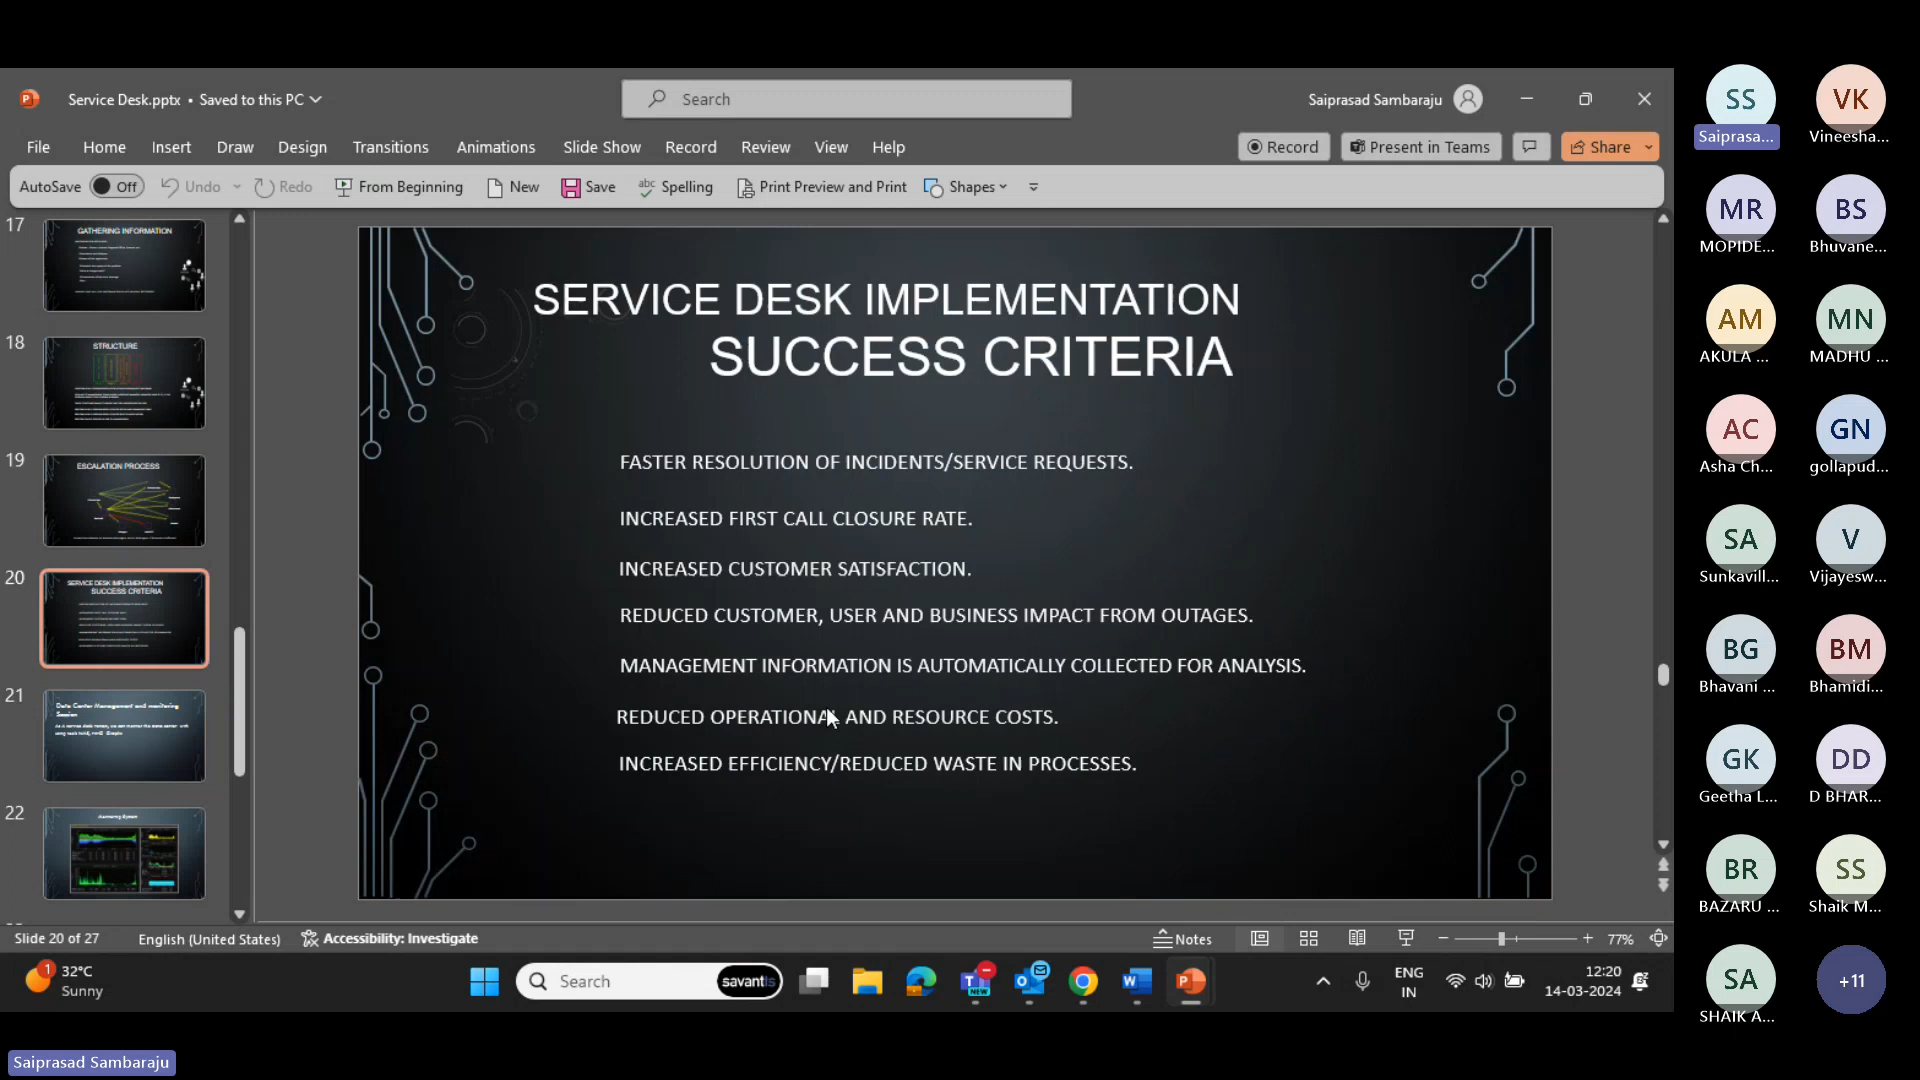 Service Desk.pptx • Saved to this PC
Search
Saiprasad Sambaraju
File Home Insert Draw Design Transitions Animations Slide Show Record Review View Help
Record Present in Teams Share
AutoSave Off Undo Redo From Beginning New Save Spelling Print Preview and Print Shapes
17
GATHERING INFORMATION
18
STRUCTURE
19
ESCALATION PROCESS
20
SERVICE DESK IMPLEMENTATION
SUCCESS CRITERIA
21
Data Center Management and monitoring
Session
22
Monitoring System
SERVICE DESK IMPLEMENTATION
SUCCESS CRITERIA
FASTER RESOLUTION OF INCIDENTS/SERVICE REQUESTS.
INCREASED FIRST CALL CLOSURE RATE.
INCREASED CUSTOMER SATISFACTION.
REDUCED CUSTOMER, USER AND BUSINESS IMPACT FROM OUTAGES.
MANAGEMENT INFORMATION IS AUTOMATICALLY COLLECTED FOR ANALYSIS.
REDUCED OPERATIONAL AND RESOURCE COSTS.
INCREASED EFFICIENCY/REDUCED WASTE IN PROCESSES.
Slide 20 of 27 English (United States) Accessibility: Investigate Notes 77%
1
32°C
Sunny
Search savantis
NEW
ENG
IN
12:20
14-03-2024
SS
Saiprasa...
VK
Vineesha...
MR
MOPIDE...
BS
Bhuvane...
AM
AKULA ...
MN
MADHU ...
AC
Asha Ch...
GN
gollapud...
SA
Sunkavill...
V
Vijayesw...
BG
Bhavani ...
BM
Bhamidi...
GK
Geetha L...
DD
D BHAR...
BR
BAZARU ...
SS
Shaik M...
SA
SHAIK A...
+11
Saiprasad Sambaraju